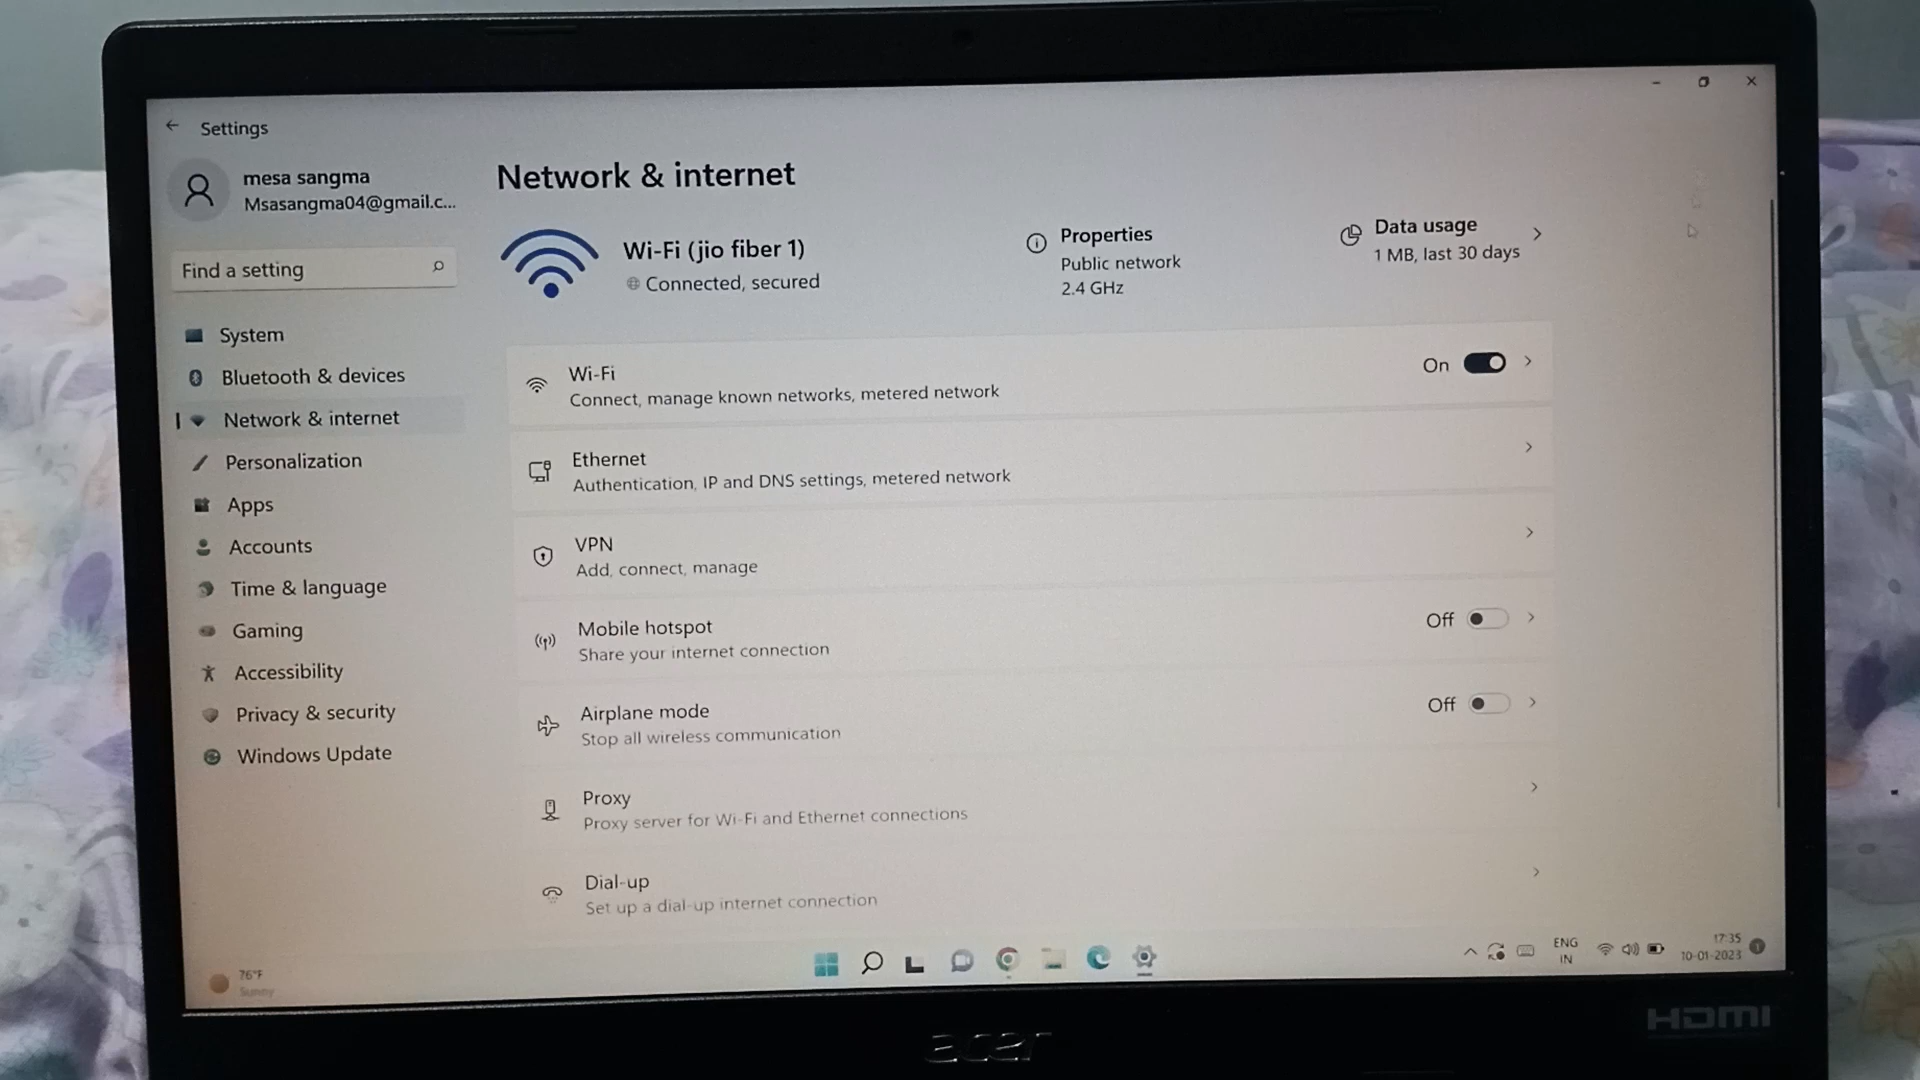 Settings
mesa sangma
Msasangma04@gmail.c...
Find a setting
System
Bluetooth & devices
Network & internet
Personalization
Apps
Accounts
Time & language
Gaming
Accessibility
Privacy & security
Windows Update
Network & internet
Wi-Fi (jio fiber 1)
Connected, secured
Properties
Public network
2.4 GHz
Data usage
1 MB, last 30 days
Wi-Fi
Connect, manage known networks, metered network
On
Ethernet
Authentication, IP and DNS settings, metered network
VPN
Add, connect, manage
Mobile hotspot
Share your internet connection
Off
Airplane mode
Stop all wireless communication
Off
Proxy
Proxy server for Wi-Fi and Ethernet connections
Dial-up
Set up a dial-up internet connection
76°F
Sunny
ENG
IN
17:35
10-01-2023
1
acer
HDMI